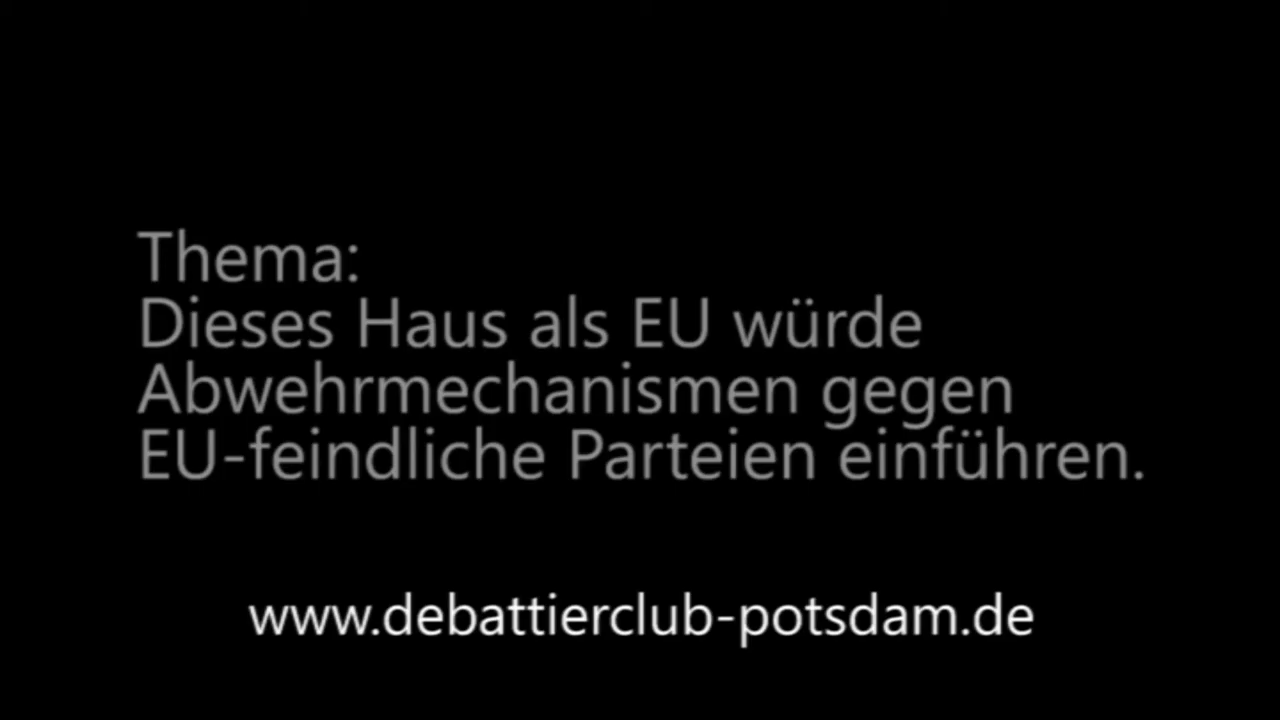 Thema:
Dieses Haus als EU würde
Abwehrmechanismen gegen
EU-feindliche Parteien einführen.
www.debattierclub-potsdam.de